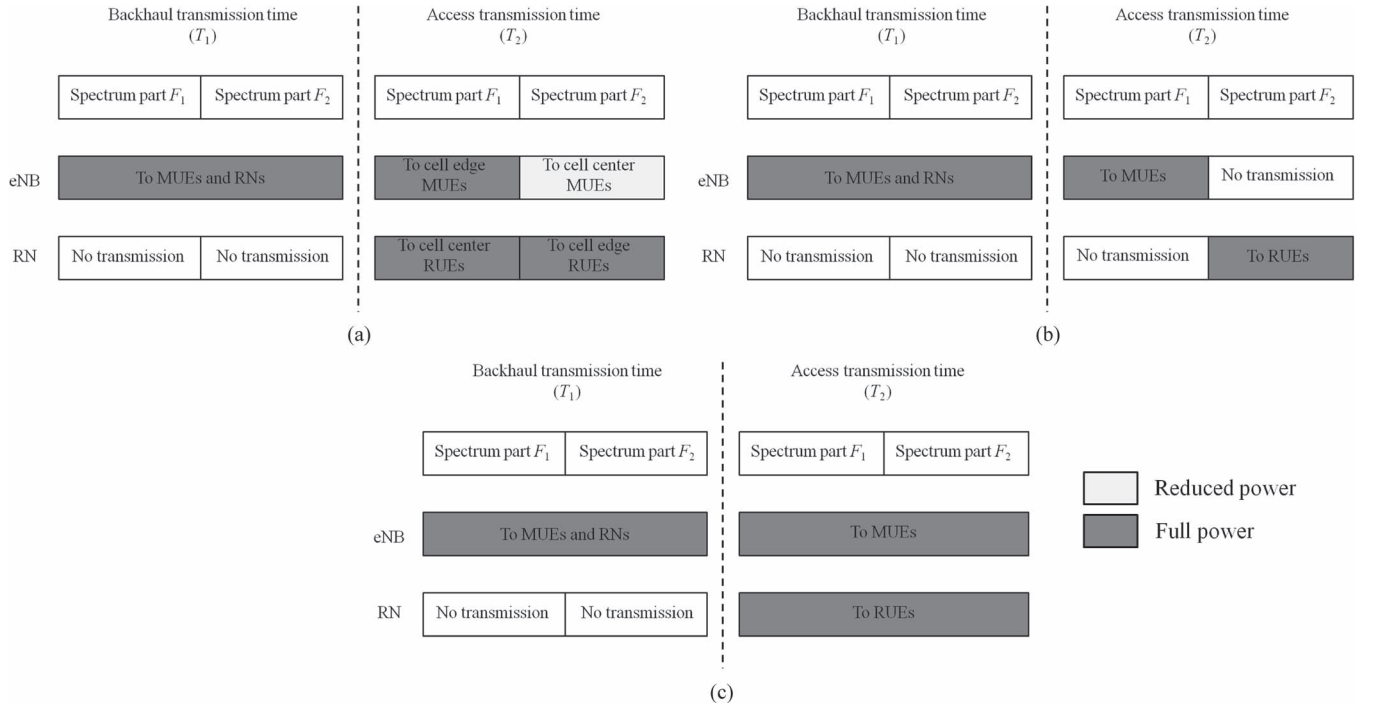 Backhaul transmission time
(T1)
Access transmission time
(T2)
Spectrum part F1
Spectrum part F2
Spectrum part F1
Spectrum part F2
eNB
To MUEs and RNs
To cell edge
MUEs
To cell center
MUEs
RN
No transmission
No transmission
To cell center
RUEs
To cell edge
RUEs
(a)
Backhaul transmission time
(T1)
Access transmission time
(T2)
Spectrum part F1
Spectrum part F2
Spectrum part F1
Spectrum part F2
eNB
To MUEs and RNs
To MUEs
No transmission
RN
No transmission
No transmission
No transmission
To RUEs
(b)
Backhaul transmission time
(T1)
Access transmission time
(T2)
Spectrum part F1
Spectrum part F2
Spectrum part F1
Spectrum part F2
eNB
To MUEs and RNs
To MUEs
RN
No transmission
No transmission
To RUEs
(c)
Reduced power
Full power